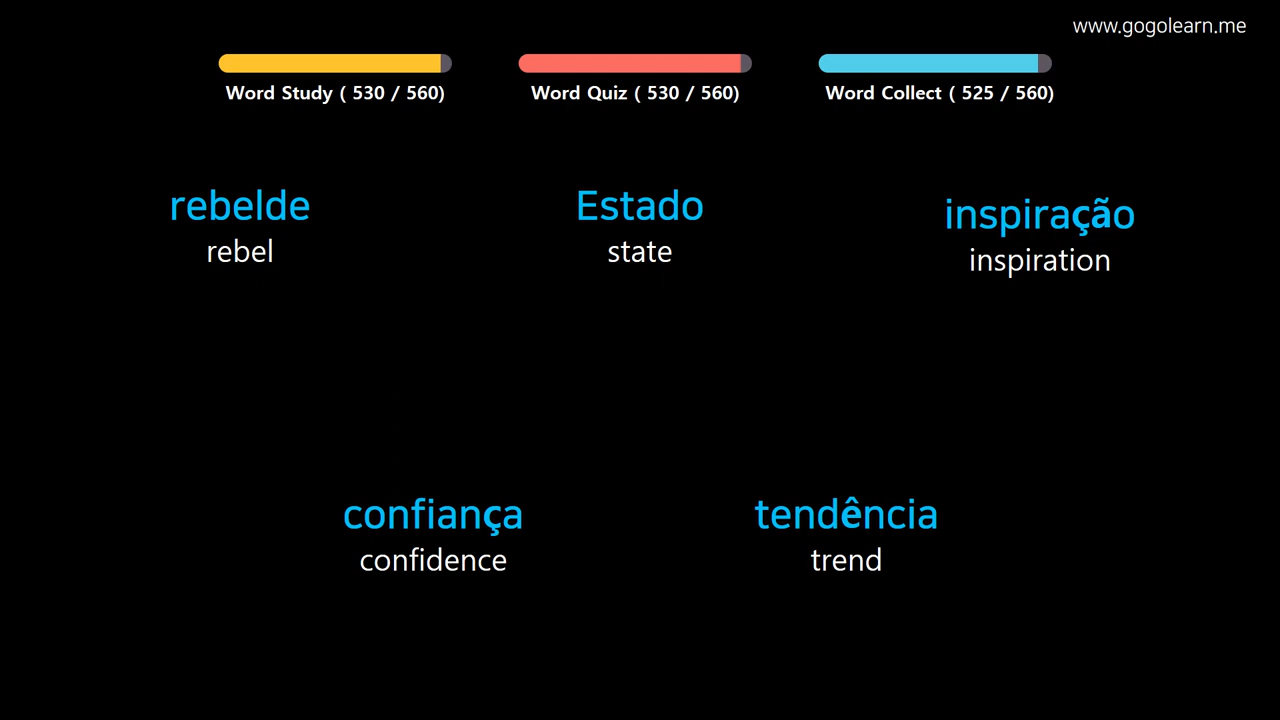 www.gogolearn.me
Word Study ( 530 / 560)
Word Quiz ( 530 / 560)
Word Collect ( 525 / 560)
rebelde
rebel
Estado
state
inspiração
inspiration
confiança
confidence
tendência
trend